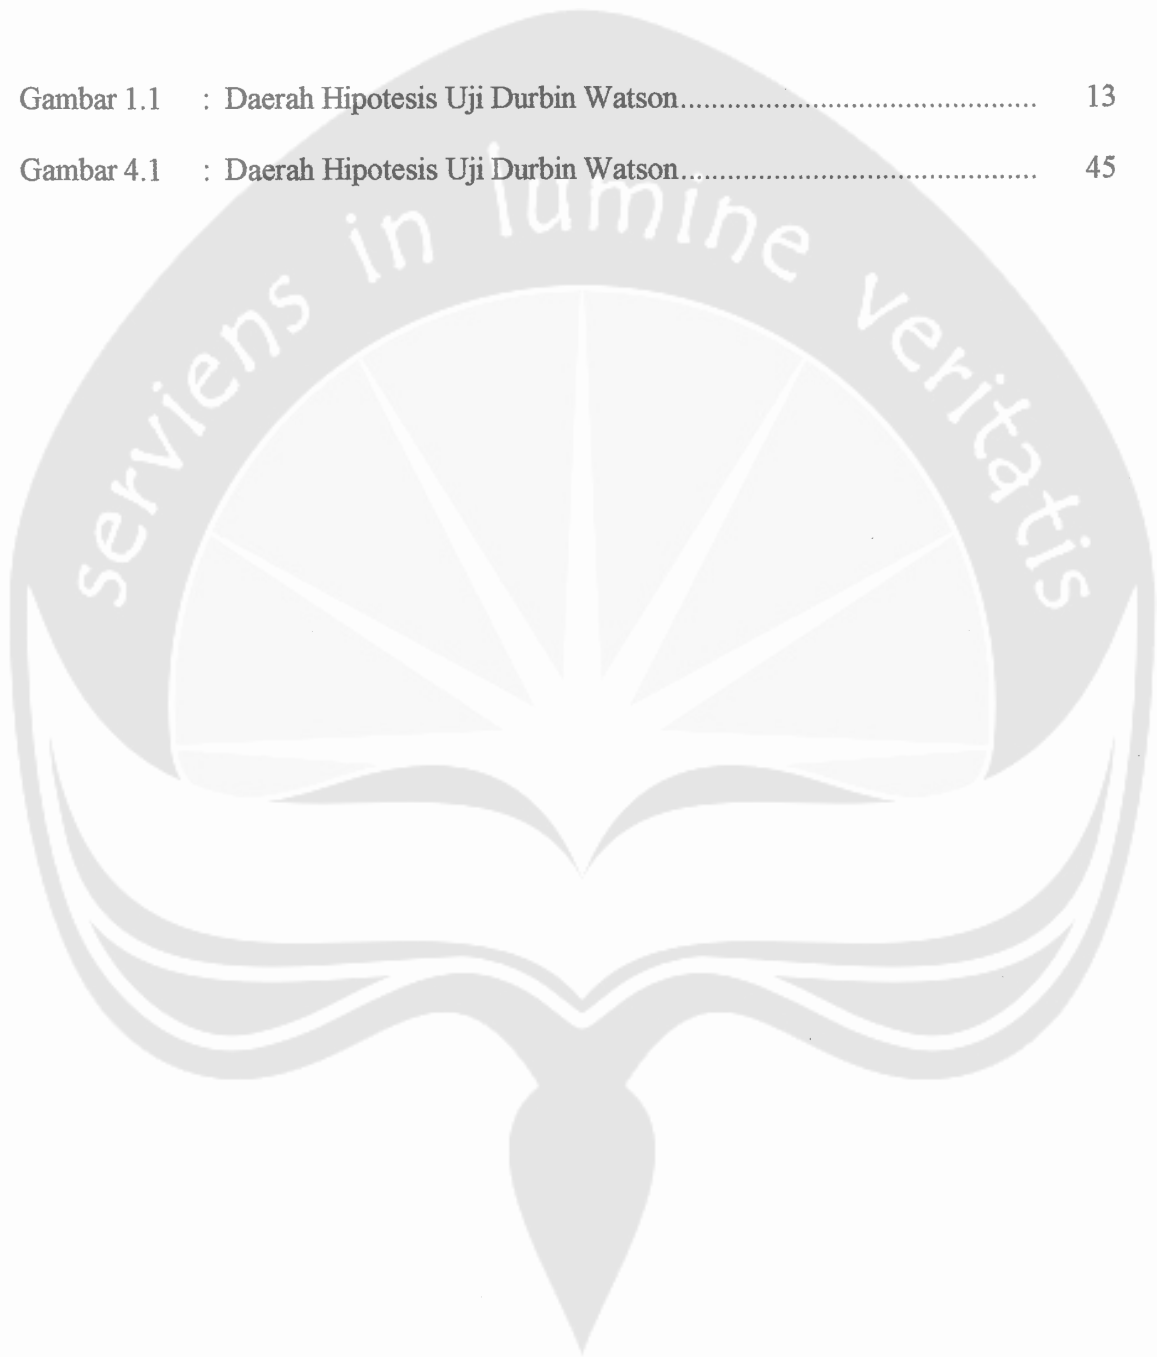 Gambar 1.1 : Daerah Hipotesis Uji Durbin Watson............................................. 13
Gambar 4.1 : Daerah Hipotesis Uji Durbin Watson............................................. 45
serviens in lumine veritatis